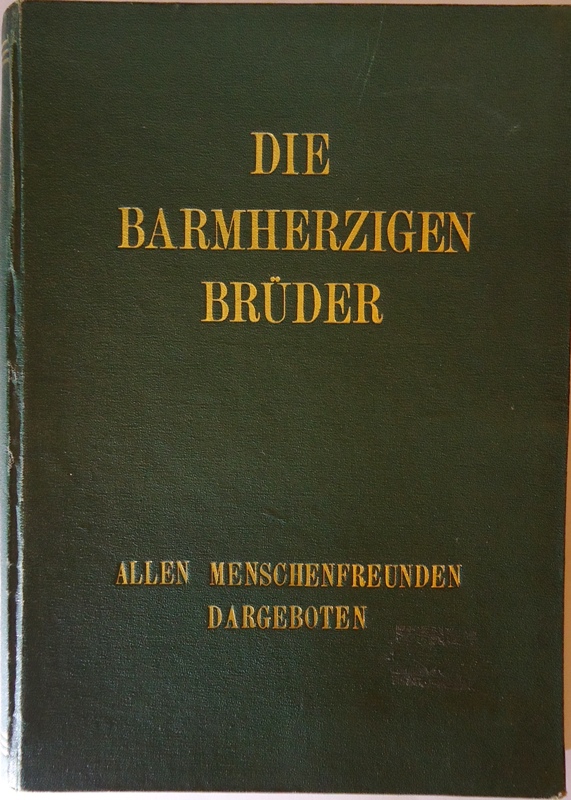 DIE
BARMHERZIGEN
BRÜDER
ALLEN MENSCHENFREUNDEN
DARGEBOTEN